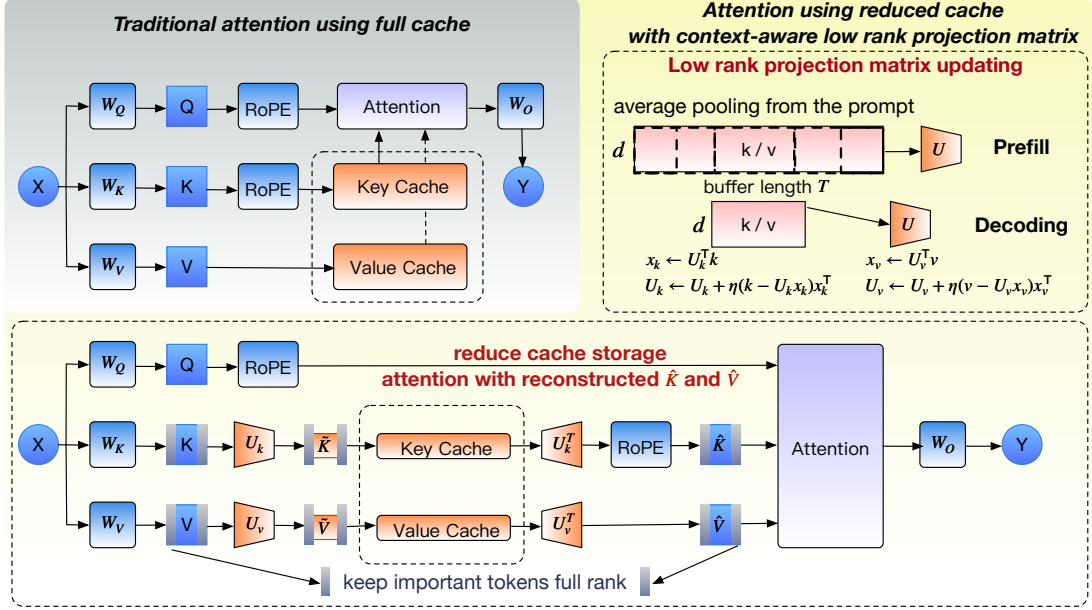 Traditional attention using full cache
X
W_Q
Q
RoPE
Attention
W_O
W_K
K
RoPE
Key Cache
Y
W_V
V
Value Cache
Attention using reduced cache
with context-aware low rank projection matrix
Low rank projection matrix updating
average pooling from the prompt
d
k / v
U
Prefill
buffer length T
d
k / v
U
Decoding
x_k ← U_k^⊤ k
x_v ← U_v^⊤ v
U_k ← U_k + η(k − U_k x_k)x_k^⊤
U_v ← U_v + η(v − U_v x_v)x_v^⊤
W_Q
Q
RoPE
reduce cache storage
attention with reconstructed K̂ and V̂
X
W_K
K
U_k
K̃
Key Cache
U_k^T
RoPE
K̂
Attention
W_O
Y
W_V
V
U_v
Ṽ
Value Cache
U_v^T
V̂
keep important tokens full rank